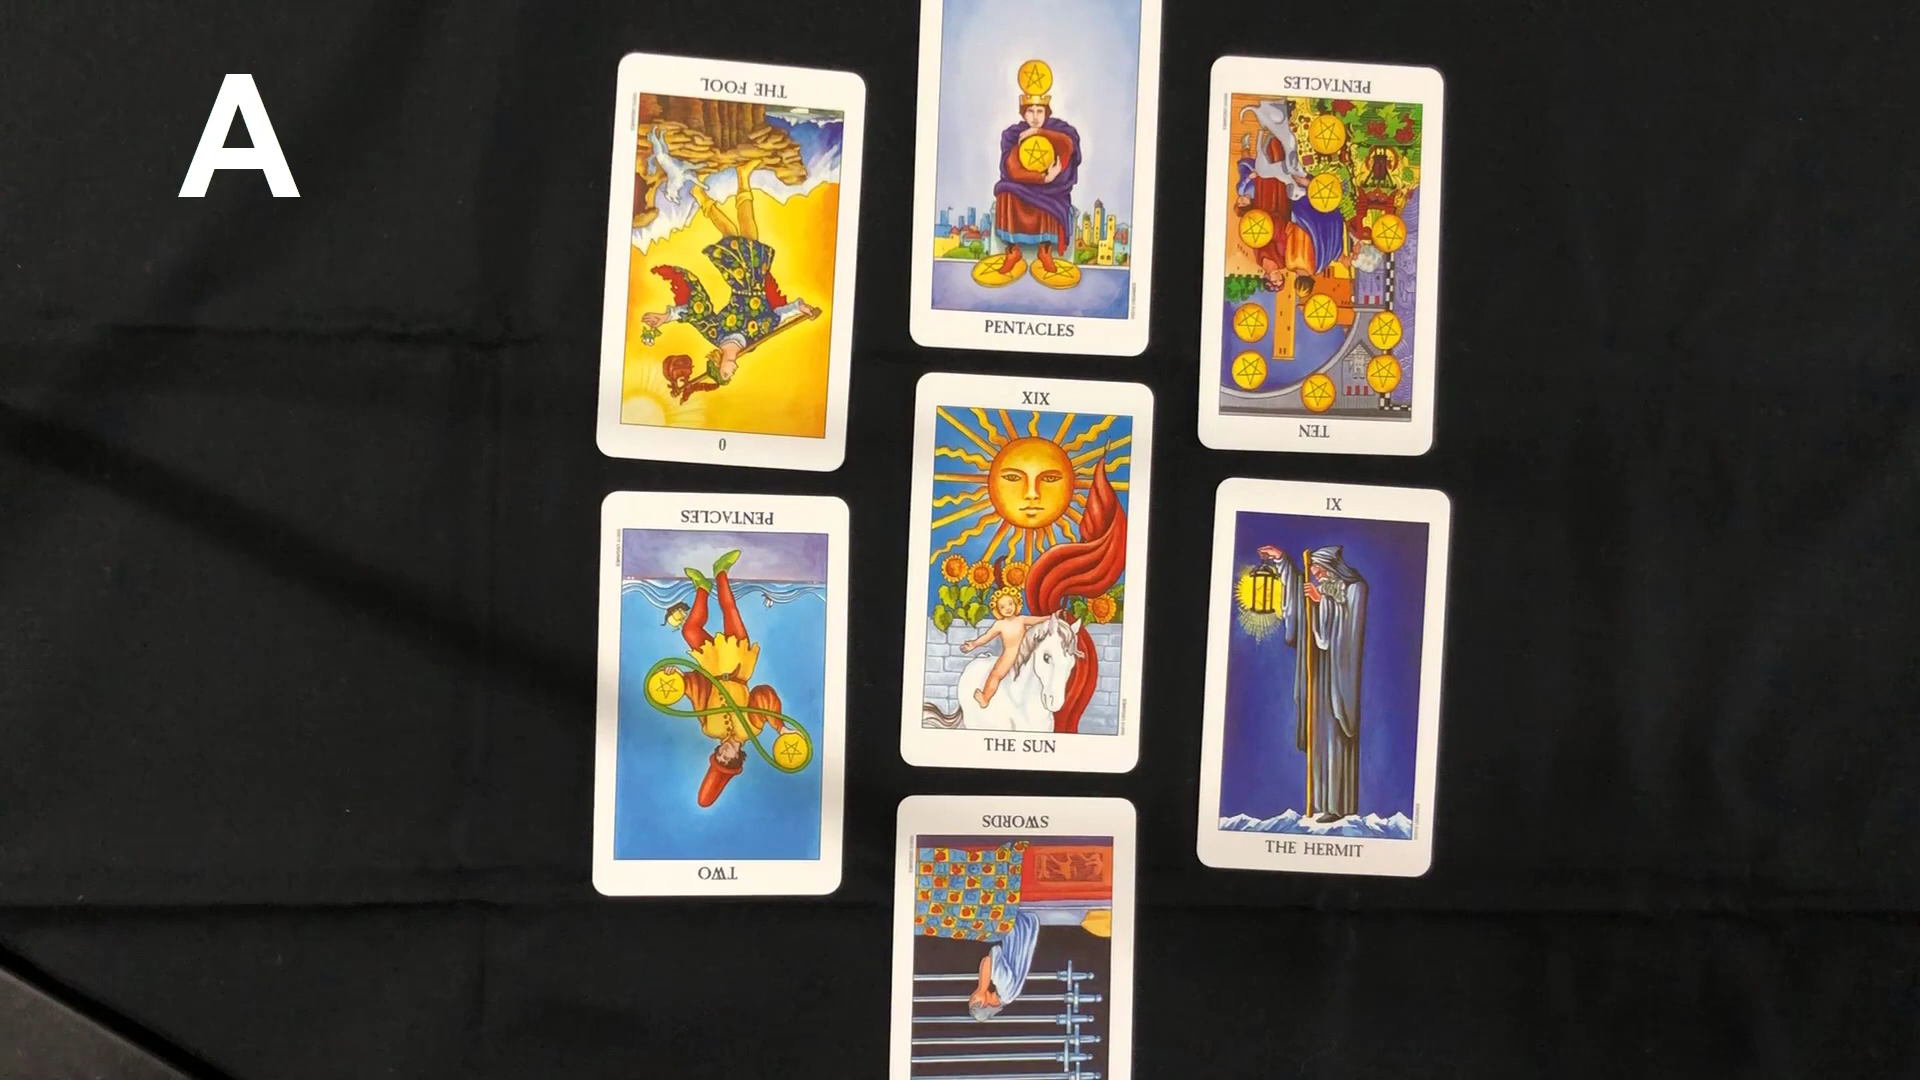 A
THE FOOL
0
PENTACLES
PENTACLES
TEN
PENTACLES
TWO
XIX
THE SUN
IX
THE HERMIT
SWORDS